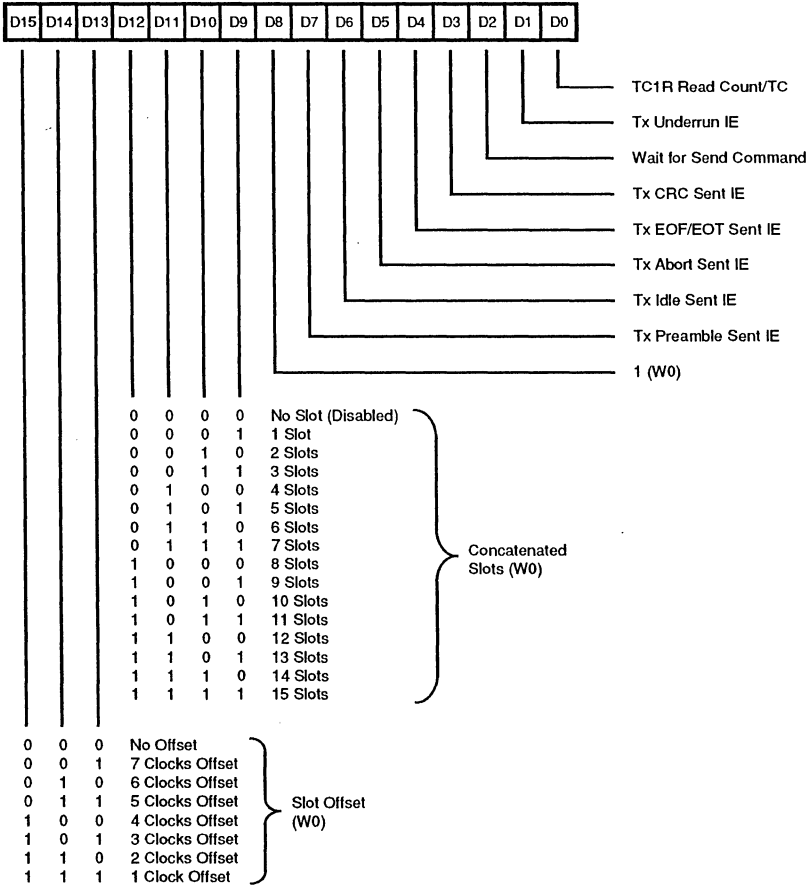 D15 D14 D13 D12 D11 D10 D9 D8 D7 D6 D5 D4 D3 D2 D1 D0
TC1R Read Count/TC
Tx Underrun IE
Wait for Send Command
Tx CRC Sent IE
Tx EOF/EOT Sent IE
Tx Abort Sent IE
Tx Idle Sent IE
Tx Preamble Sent IE
1 (W0)
0 0 0 0 No Slot (Disabled)
0 0 0 1 1 Slot
0 0 1 0 2 Slots
0 0 1 1 3 Slots
0 1 0 0 4 Slots
0 1 0 1 5 Slots
0 1 1 0 6 Slots
0 1 1 1 7 Slots
1 0 0 0 8 Slots
1 0 0 1 9 Slots
1 0 1 0 10 Slots
1 0 1 1 11 Slots
1 1 0 0 12 Slots
1 1 0 1 13 Slots
1 1 1 0 14 Slots
1 1 1 1 15 Slots
Concatenated
Slots (W0)
0 0 0 No Offset
0 0 1 7 Clocks Offset
0 1 0 6 Clocks Offset
0 1 1 5 Clocks Offset
1 0 0 4 Clocks Offset
1 0 1 3 Clocks Offset
1 1 0 2 Clocks Offset
1 1 1 1 Clock Offset
Slot Offset
(W0)